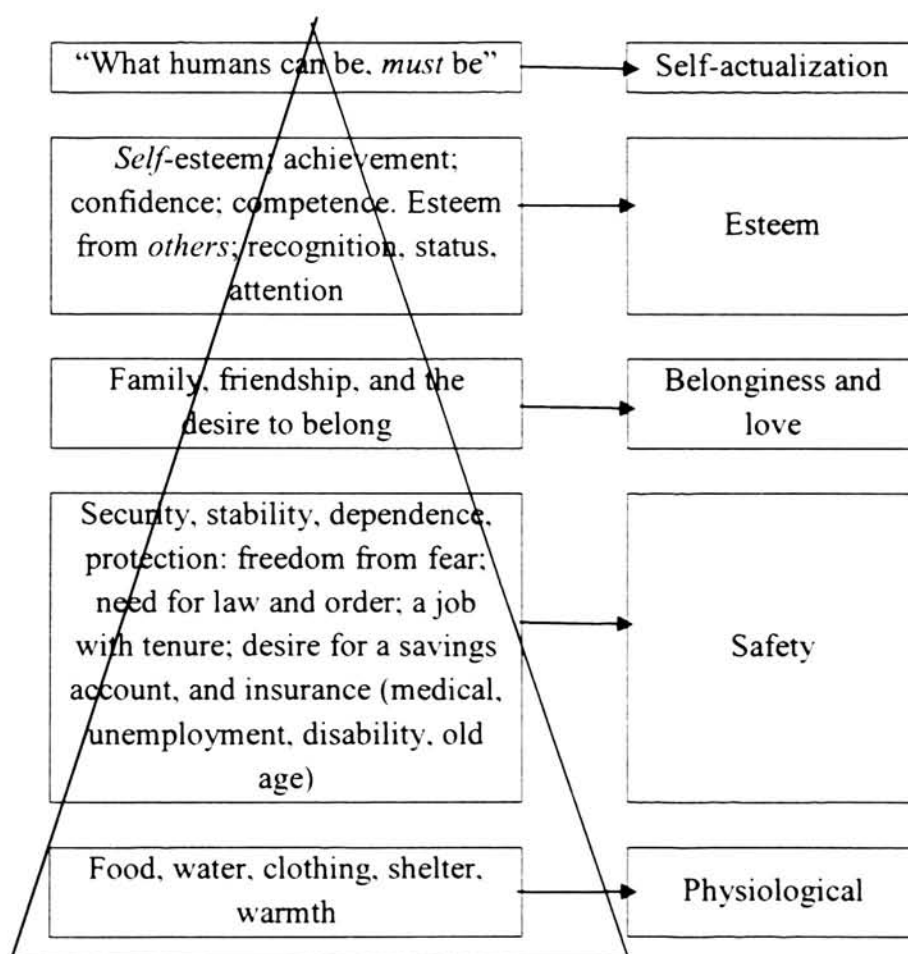 “What humans can be, must be”
Self-actualization
Self-esteem; achievement;
confidence; competence. Esteem
from others; recognition, status,
attention
Esteem
Family, friendship, and the
desire to belong
Belonginess and
love
Security, stability, dependence,
protection: freedom from fear;
need for law and order; a job
with tenure; desire for a savings
account, and insurance (medical,
unemployment, disability, old
age)
Safety
Food, water, clothing, shelter,
warmth
Physiological